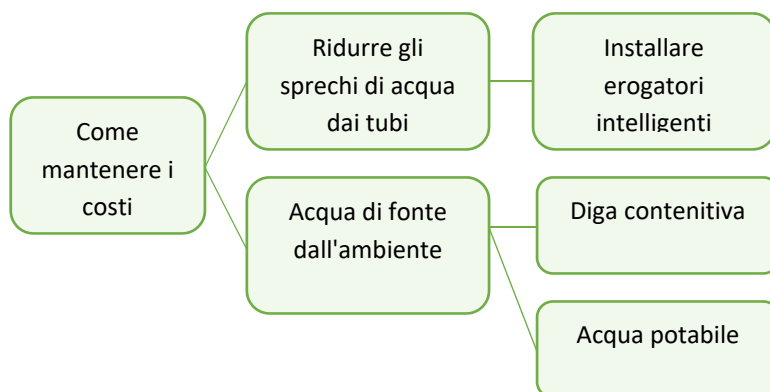 Come
mantenere i
costi
Ridurre gli
sprechi di acqua
dai tubi
Installare
erogatori
intelligenti
Acqua di fonte
dall'ambiente
Diga contenitiva
Acqua potabile